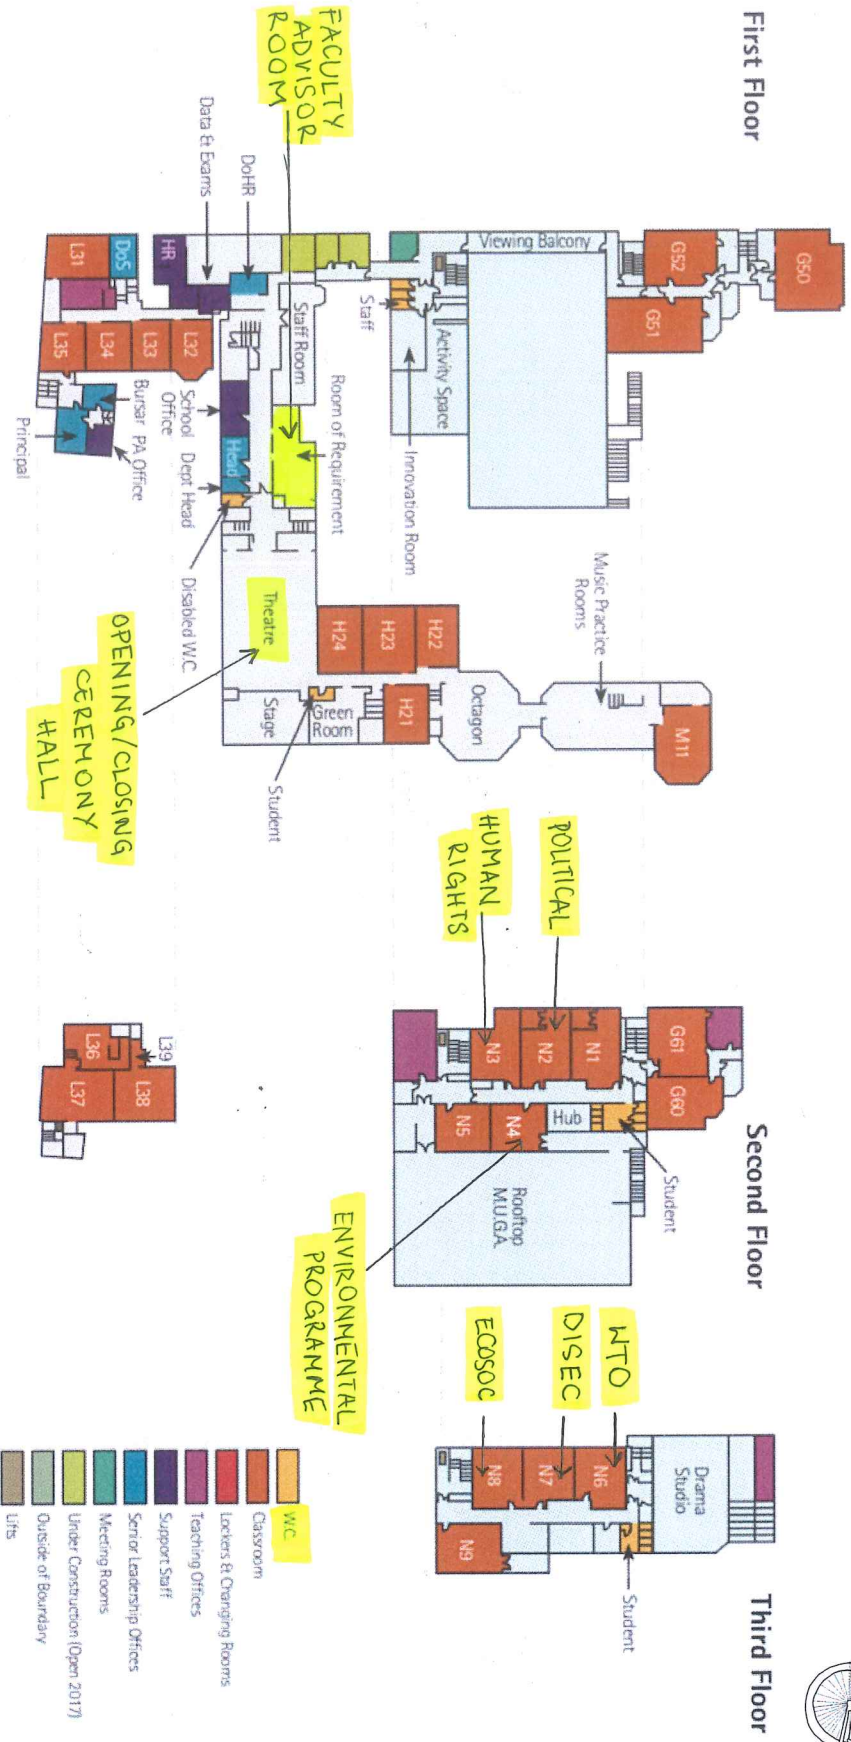 First Floor
FACULTY
ADVISOR
ROOM
Data & Exams
DoHR
HR
DoS
L31
L35
L34
L33
L32
Bursar
PA Office
Principal
School
Office
Dept Head
Head
Disabled W.C
Staff Room
Room of Requirement
Staff
Viewing Balcony
Activity Space
Innovation Room
G52
G50
G51
Music Practice
Rooms
Theatre
H24
H23
H22
H21
Octagon
M11
Stage
Green
Room
Student
OPENING/CLOSING
CEREMONY
HALL
Second Floor
HUMAN
RIGHTS
POLITICAL
N3
N2
N1
G61
G60
N5
N4
Hub
Student
Rooftop
M.U.G.A.
L36
L39
L37
L38
ENVIRONMENTAL
PROGRAMME
Third Floor
ECOSOC
DISEC
WTO
N8
N7
N6
N9
Drama
Studio
Student
W.C
Classroom
Lockers & Changing Rooms
Teaching Offices
Support Staff
Senior Leadership Offices
Meeting Rooms
Under Construction (Open 2017)
Outside of Boundary
Lifts